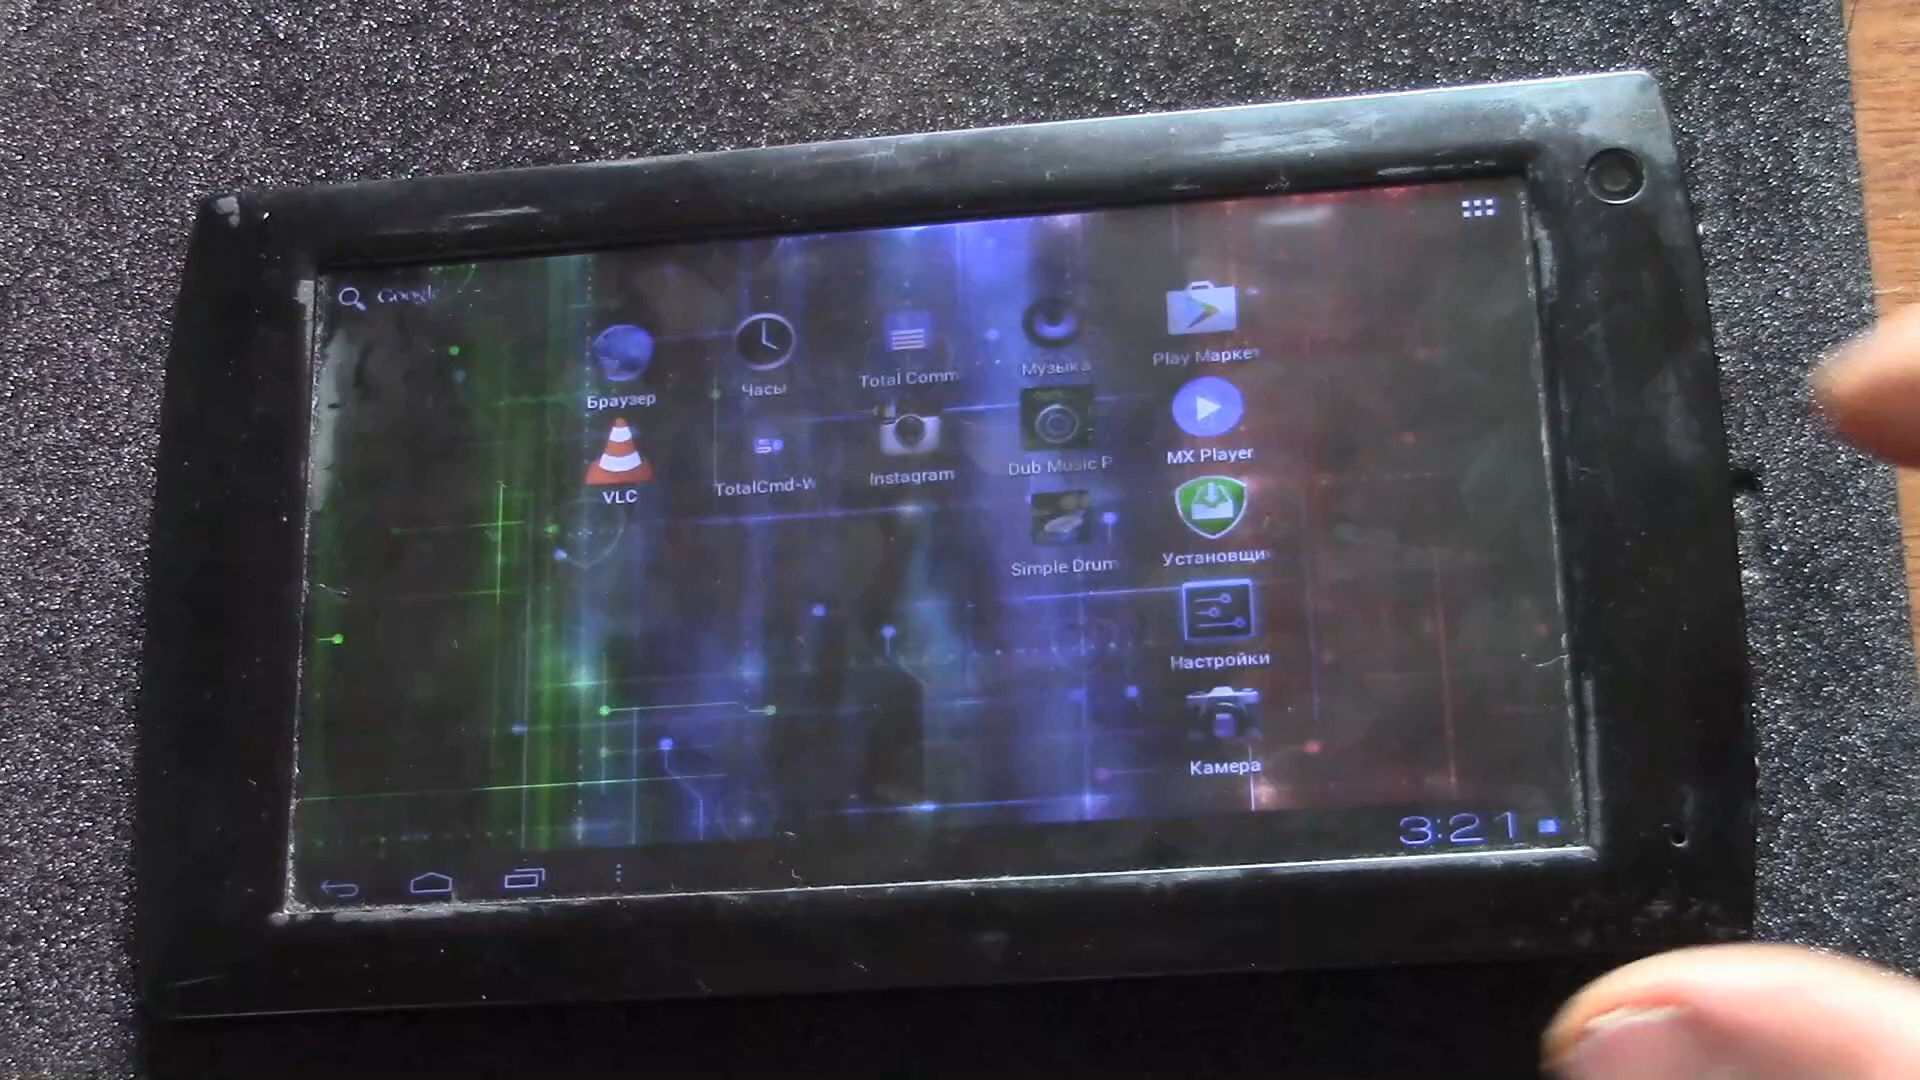 Google
Браузер
Часы
Total Comm
Музыка
Play Маркет
VLC
TotalCmd-W
Instagram
Dub Music P
MX Player
Simple Drum
Установщи
Настройки
Камера
3:21